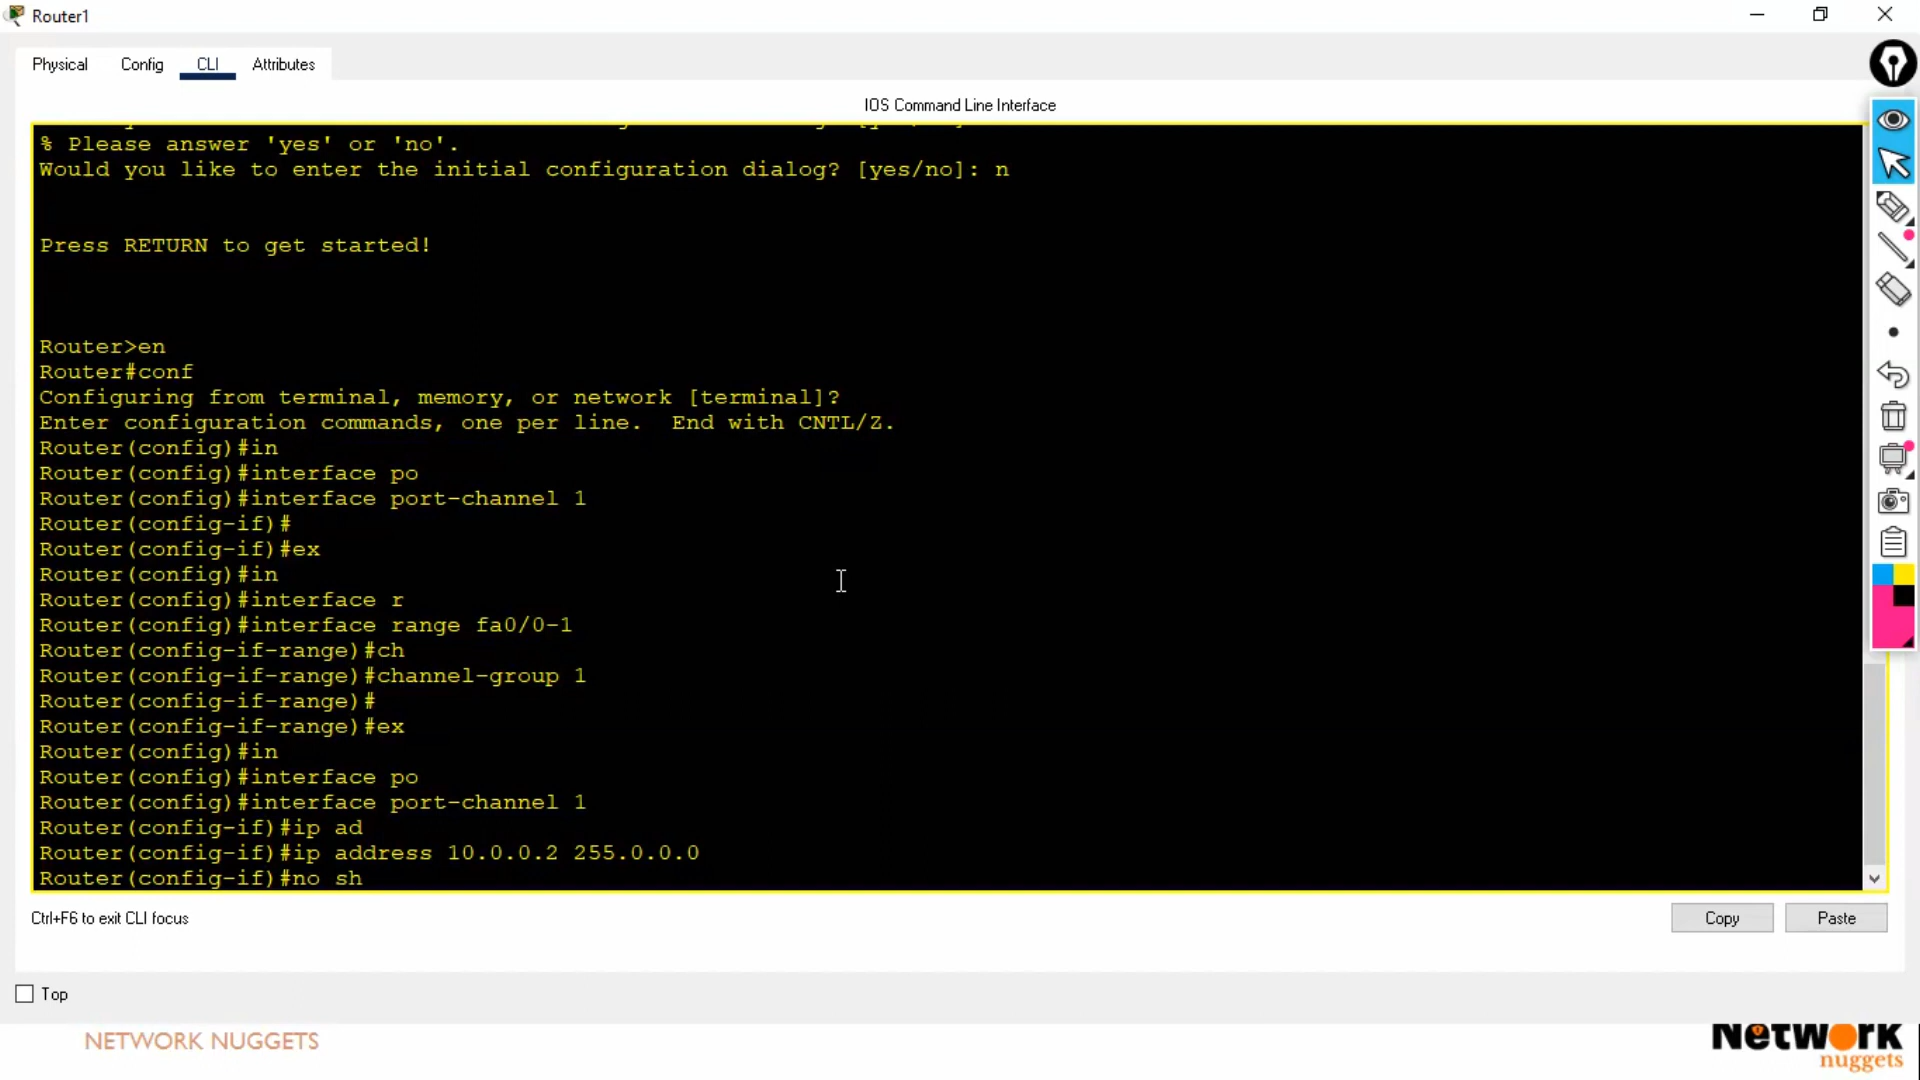 Router1
Physical Config CLI Attributes
IOS Command Line Interface
% Please answer 'yes' or 'no'.
Would you like to enter the initial configuration dialog? [yes/no]: n
Press RETURN to get started!
Router>en
Router#conf
Configuring from terminal, memory, or network [terminal]?
Enter configuration commands, one per line.  End with CNTL/Z.
Router(config)#in
Router(config)#interface po
Router(config)#interface port-channel 1
Router(config-if)#
Router(config-if)#ex
Router(config)#in
Router(config)#interface r
Router(config)#interface range fa0/0-1
Router(config-if-range)#ch
Router(config-if-range)#channel-group 1
Router(config-if-range)#
Router(config-if-range)#ex
Router(config)#in
Router(config)#interface po
Router(config)#interface port-channel 1
Router(config-if)#ip ad
Router(config-if)#ip address 10.0.0.2 255.0.0.0
Router(config-if)#no sh
Ctrl+F6 to exit CLI focus
Copy Paste
Top
NETWORK NUGGETS
Network
nuggets